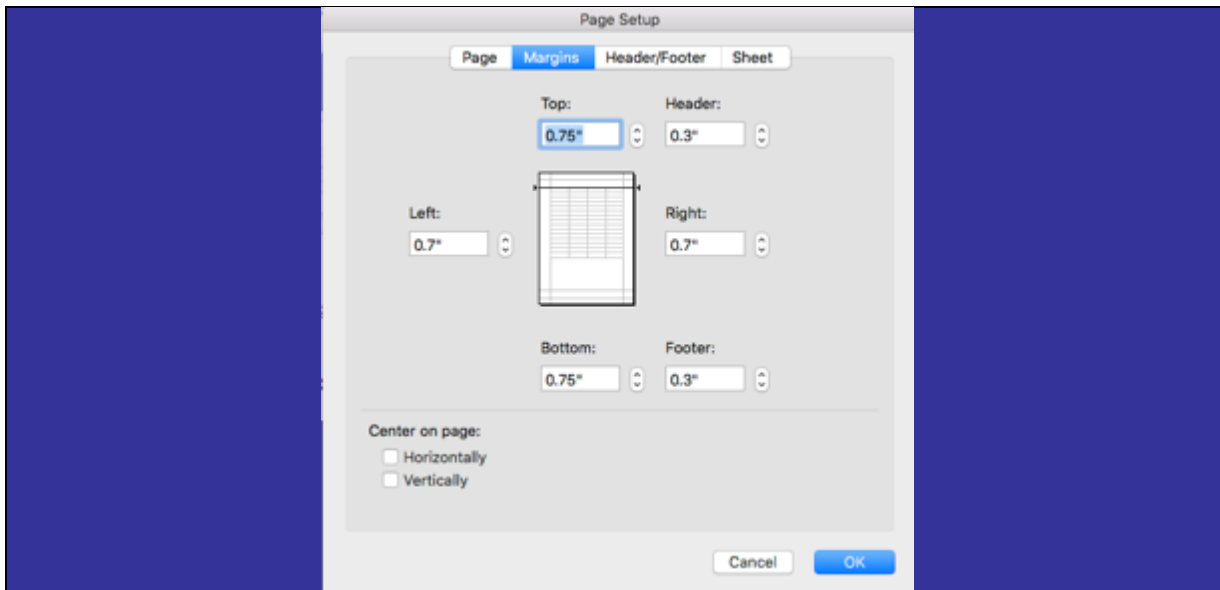 Page Setup
Page Margins Header/Footer Sheet
Top: Header:
0.75" 0.3"
Left: Right:
0.7" 0.7"
Bottom: Footer:
0.75" 0.3"
Center on page:
Horizontally
Vertically
Cancel OK